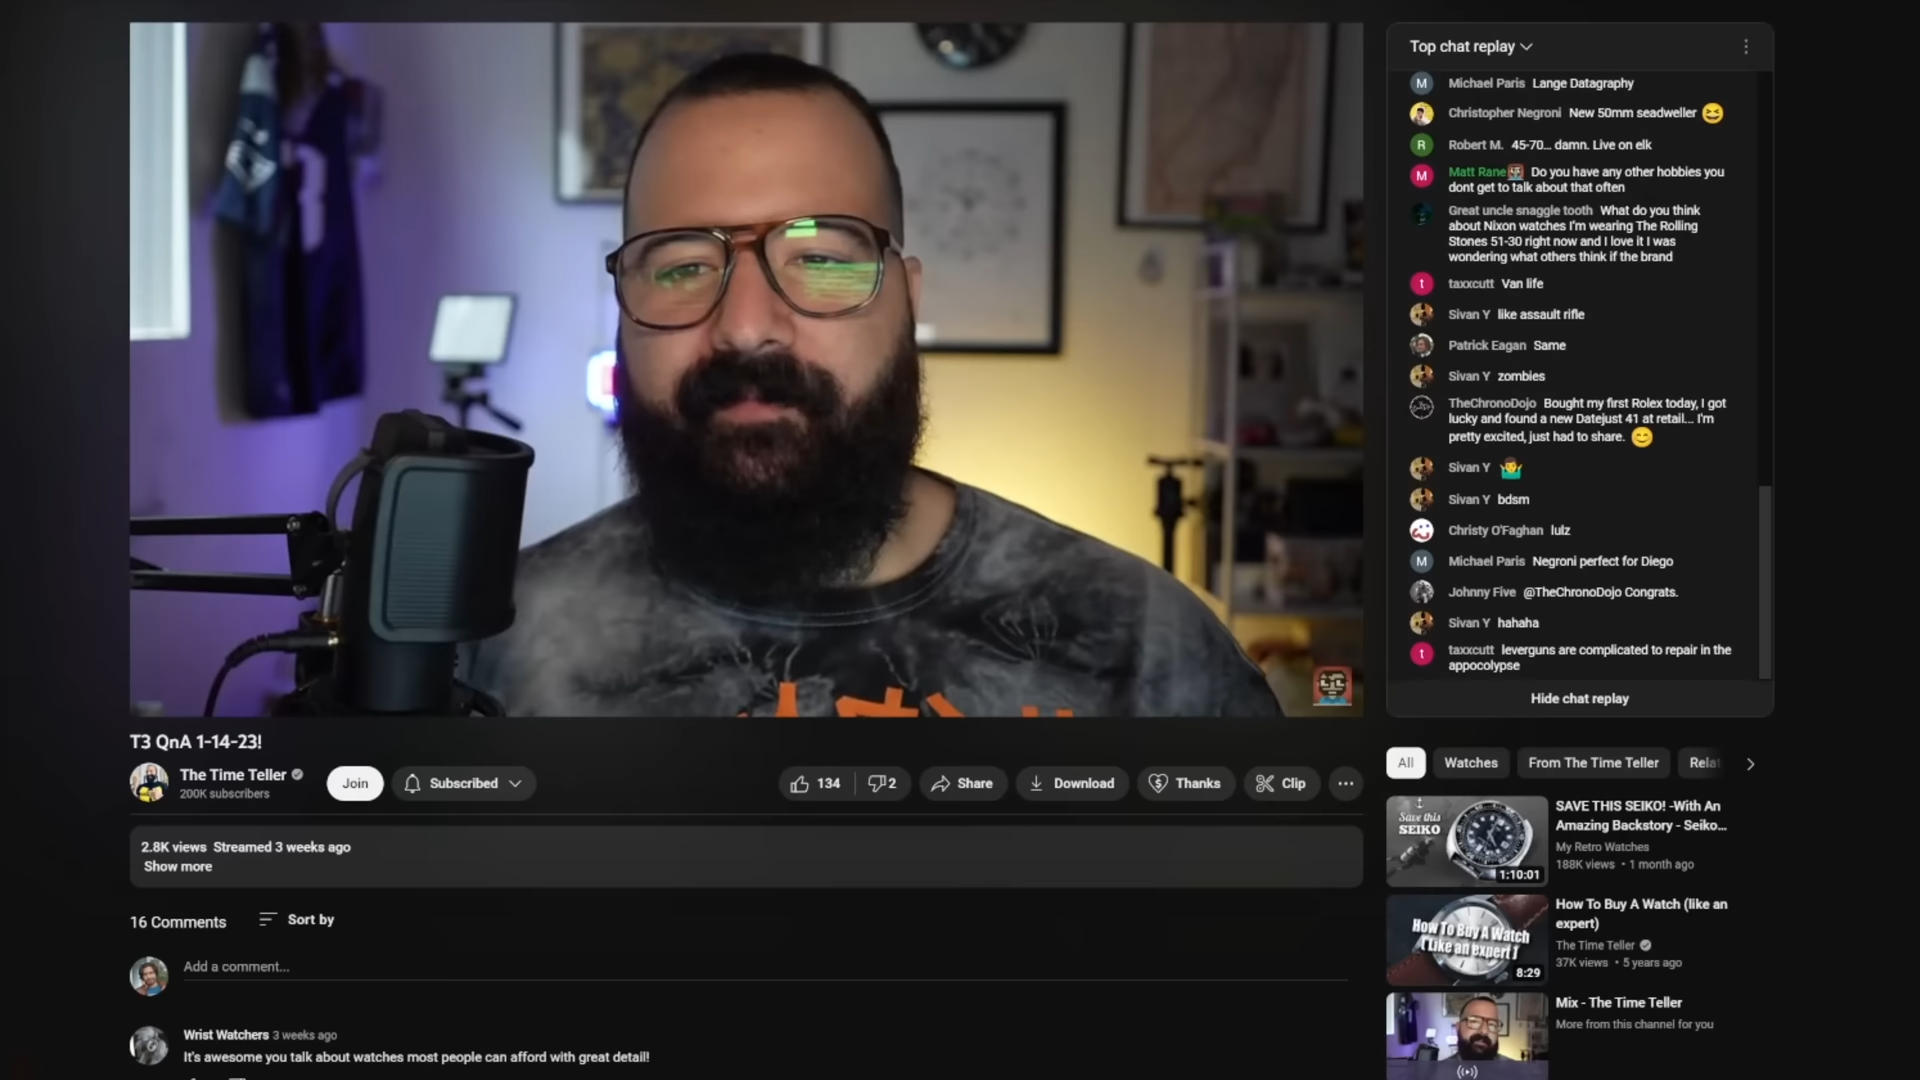 Top chat replay
Michael Paris Lange Datagraphy
Christopher Negroni New 50mm seadweller 😆
Robert M. 45-70... damn. Live on elk
Matt Rane Do you have any other hobbies you
dont get to talk about that often
Great uncle snaggle tooth What do you think
about Nixon watches I'm wearing The Rolling
Stones 51-30 right now and I love it I was
wondering what others think if the brand
taxxcutt Van life
Sivan Y like assault rifle
Patrick Eagan Same
Sivan Y zombies
TheChronoDojo Bought my first Rolex today, I got
lucky and found a new Datejust 41 at retail... I'm
pretty excited, just had to share. 😊
Sivan Y 🤷‍♂️
Sivan Y bdsm
Christy O'Faghan lulz
Michael Paris Negroni perfect for Diego
Johnny Five @TheChronoDojo Congrats.
Sivan Y hahaha
taxxcutt leverguns are complicated to repair in the
appocolypse
Hide chat replay
T3 QnA 1-14-23!
The Time Teller
200K subscribers
Join
Subscribed
134
2
Share
Download
Thanks
Clip
2.8K views Streamed 3 weeks ago
Show more
16 Comments
Sort by
Add a comment...
Wrist Watchers 3 weeks ago
It's awesome you talk about watches most people can afford with great detail!
All
Watches
From The Time Teller
Relat
Save this
SEIKO
1:10:01
SAVE THIS SEIKO! -With An
Amazing Backstory - Seiko...
My Retro Watches
188K views • 1 month ago
How To Buy A Watch
[Like an expert]
8:29
How To Buy A Watch (like an
expert)
The Time Teller
37K views • 5 years ago
Mix - The Time Teller
More from this channel for you